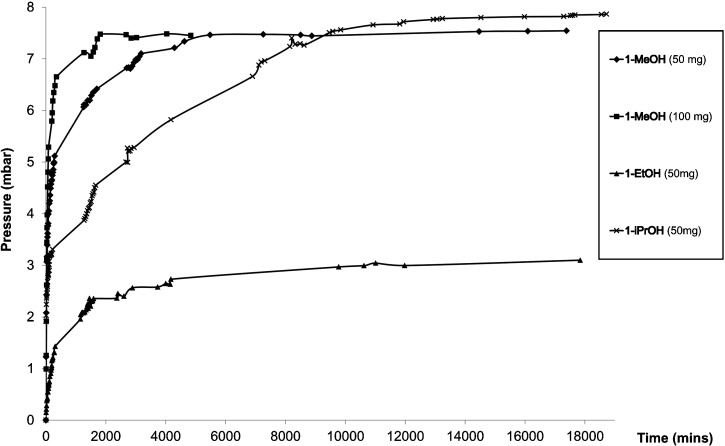 8
7
6
5
4
3
2
1
0
Pressure (mbar)
0 2000 4000 6000 8000 10000 12000 14000 16000 18000
Time (mins)
1-MeOH (50 mg)
1-MeOH (100 mg)
1-EtOH (50mg)
1-iPrOH (50mg)